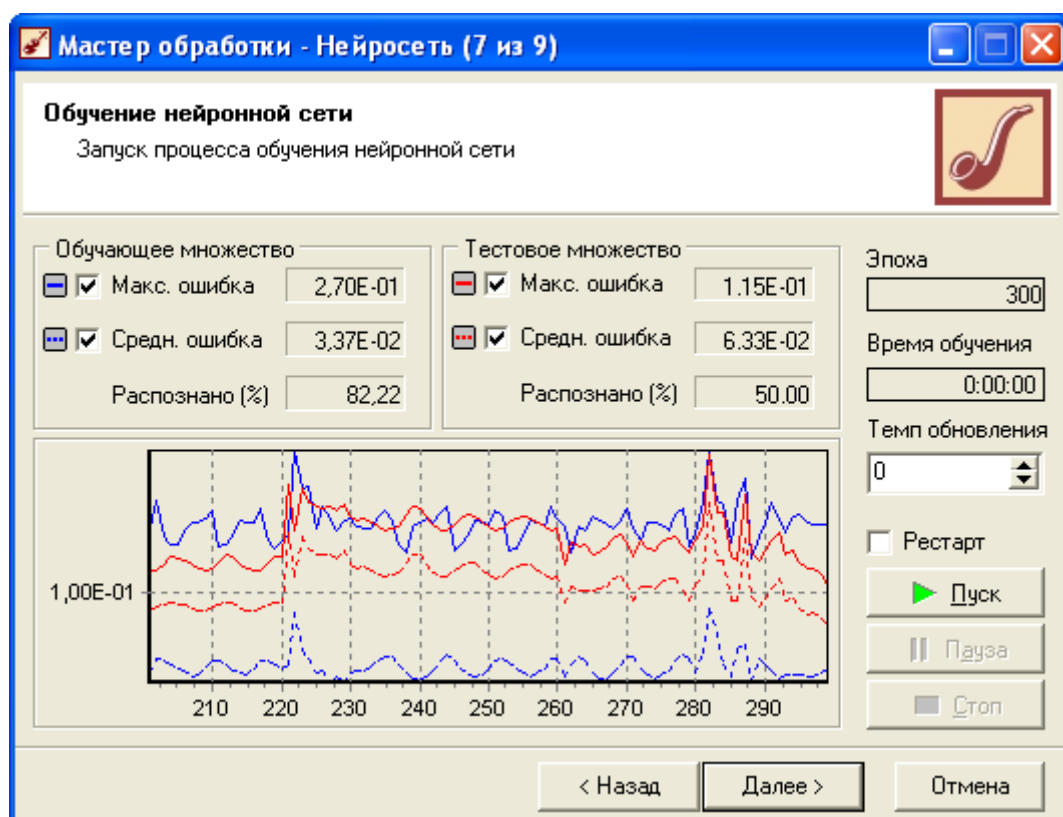 Мастер обработки - Нейросеть (7 из 9)
Обучение нейронной сети
Запуск процесса обучения нейронной сети
Обучающее множество
Макс. ошибка 2,70E-01
Средн. ошибка 3,37E-02
Распознано (%) 82,22
Тестовое множество
Макс. ошибка 1.15E-01
Средн. ошибка 6.33E-02
Распознано (%) 50.00
Эпоха
300
Время обучения
0:00:00
Темп обновления
0
Рестарт
Пуск
Пауза
Стоп
1,00E-01
210 220 230 240 250 260 270 280 290
< Назад Далее > Отмена